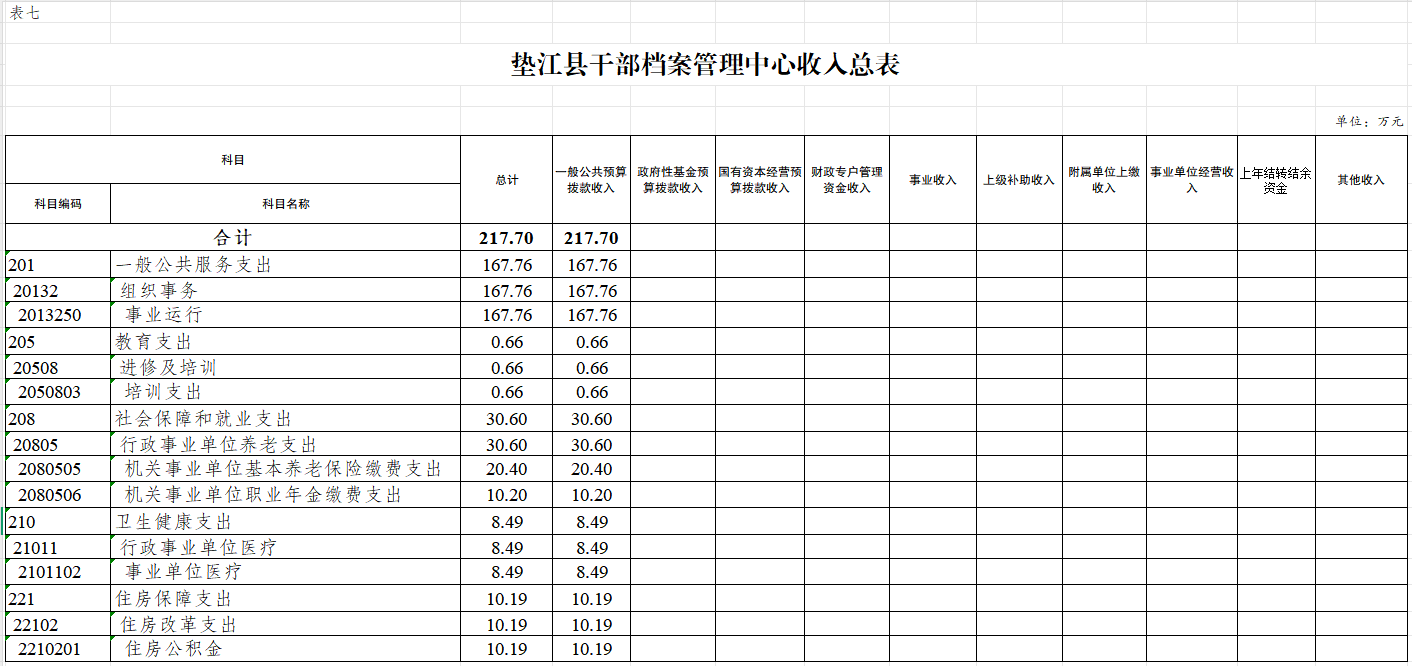 表七
垫江县干部档案管理中心收入总表
单位：万元
科目 总计 一般公共预算拨款收入 政府性基金预算拨款收入 国有资本经营预算拨款收入 财政专户管理资金收入 事业收入 上级补助收入 附属单位上缴收入 事业单位经营收入 上年结转结余资金 其他收入
科目编码 科目名称
合计 217.70 217.70
201 一般公共服务支出 167.76 167.76
20132 组织事务 167.76 167.76
2013250 事业运行 167.76 167.76
205 教育支出 0.66 0.66
20508 进修及培训 0.66 0.66
2050803 培训支出 0.66 0.66
208 社会保障和就业支出 30.60 30.60
20805 行政事业单位养老支出 30.60 30.60
2080505 机关事业单位基本养老保险缴费支出 20.40 20.40
2080506 机关事业单位职业年金缴费支出 10.20 10.20
210 卫生健康支出 8.49 8.49
21011 行政事业单位医疗 8.49 8.49
2101102 事业单位医疗 8.49 8.49
221 住房保障支出 10.19 10.19
22102 住房改革支出 10.19 10.19
2210201 住房公积金 10.19 10.19